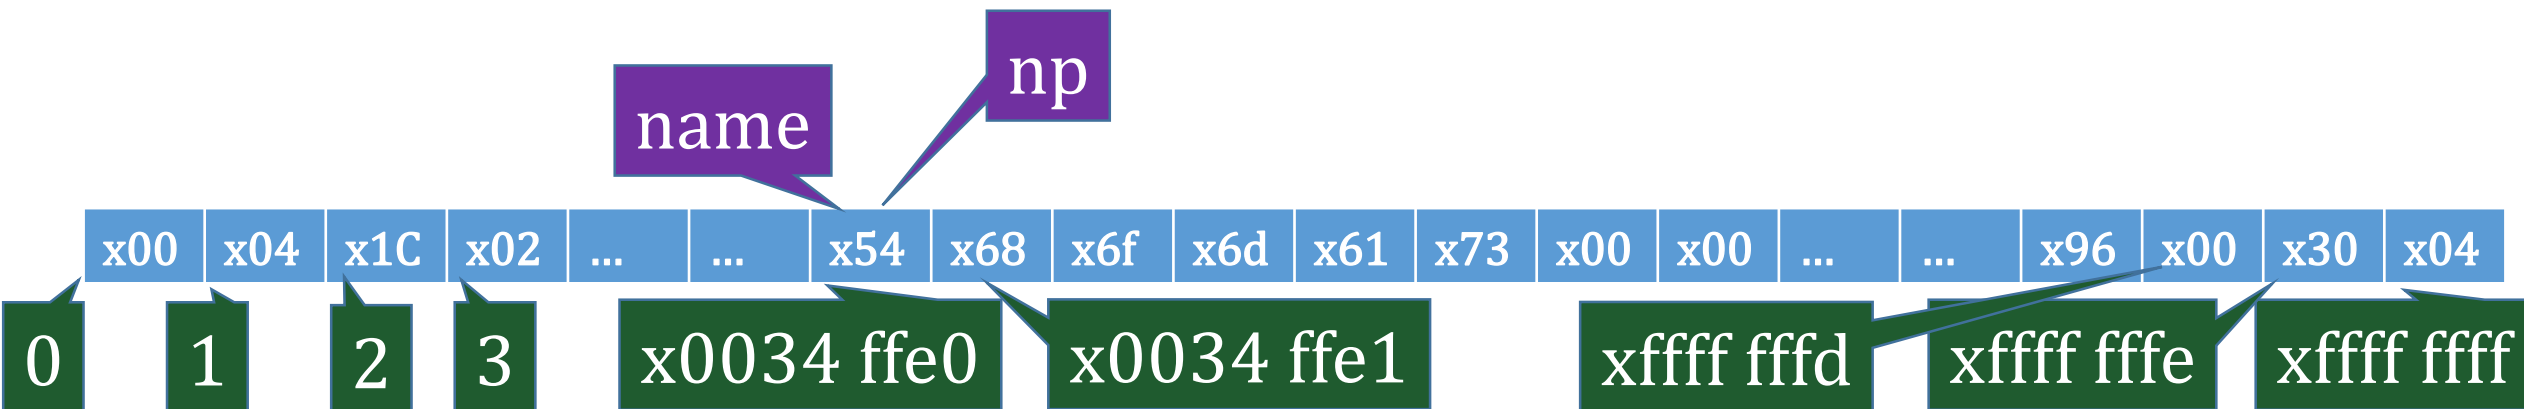 np
name
x00 x04 x1C x02 ... ... x54 x68 x6f x6d x61 x73 x00 x00 ... ... x96 x00 x30 x04
0 1 2 3 x0034 ffe0 x0034 ffe1 xffff fffd xffff fffe xffff ffff